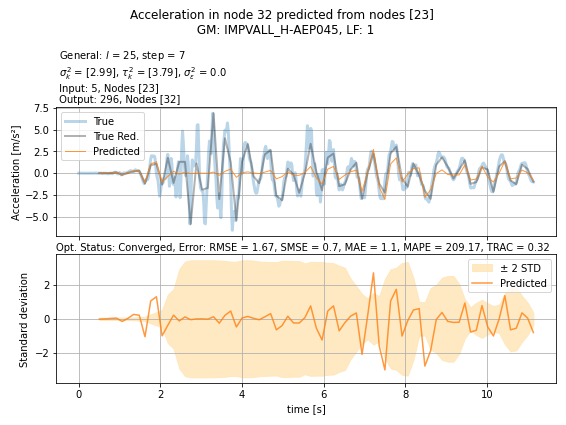 Acceleration in node 32 predicted from nodes [23]
GM: IMPVALL_H-AEP045, LF: 1
General: l = 25, step = 7
σ²ₖ = [2.99], τ²ₖ = [3.79], σ²ε = 0.0
Input: 5, Nodes [23]
Output: 296, Nodes [32]
7.5
5.0
2.5
0.0
−2.5
−5.0
Acceleration [m/s²]
True
True Red.
Predicted
Opt. Status: Converged, Error: RMSE = 1.67, SMSE = 0.7, MAE = 1.1, MAPE = 209.17, TRAC = 0.32
2
0
−2
Standard deviation
± 2 STD
Predicted
0 2 4 6 8 10
time [s]